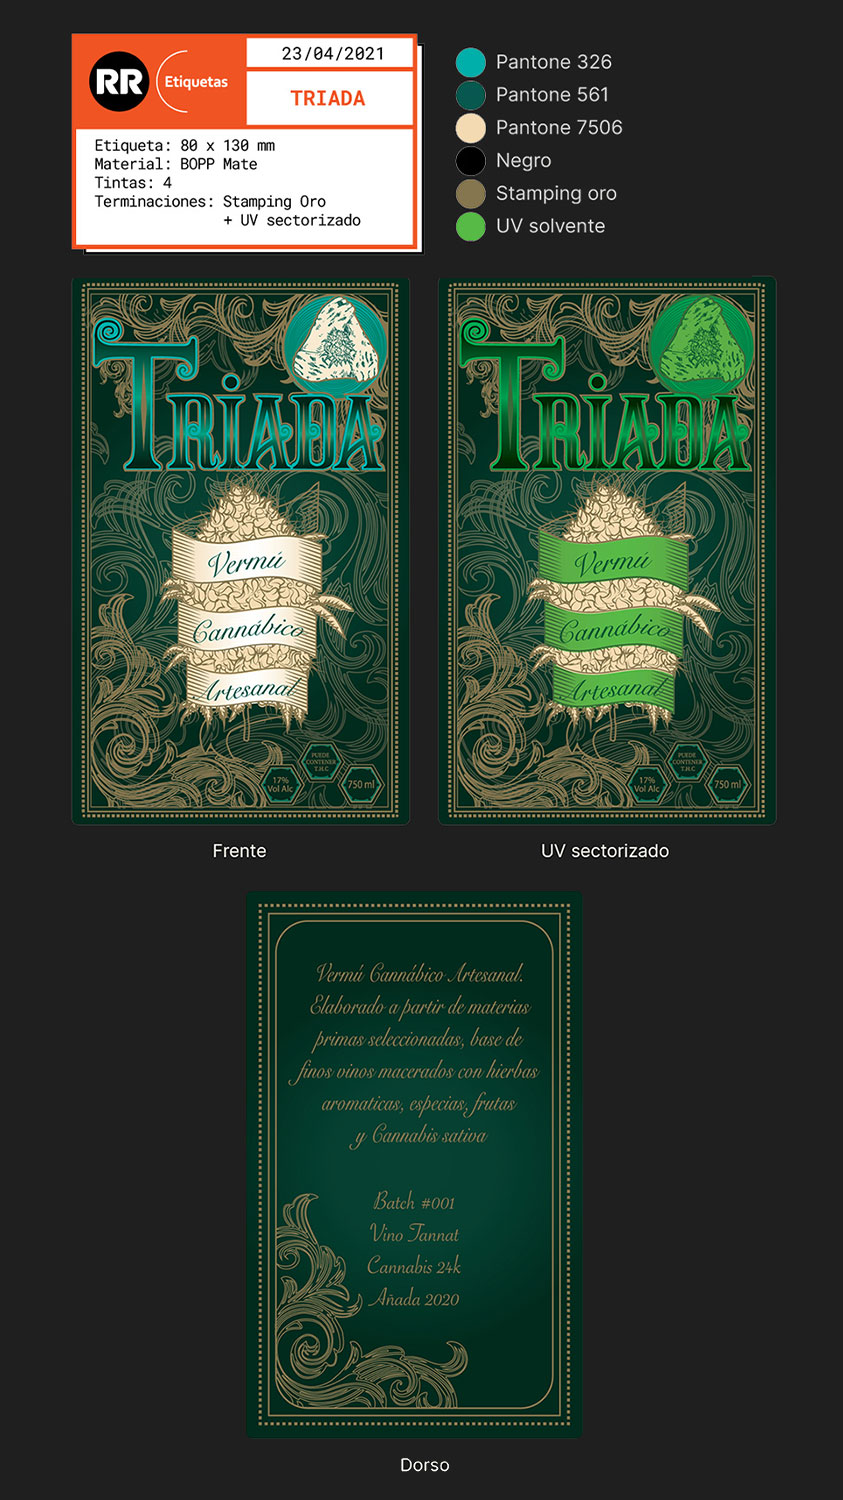 RR
Etiquetas
23/04/2021
TRIADA
Etiqueta: 80 x 130 mm
Material: BOPP Mate
Tintas: 4
Terminaciones: Stamping Oro
+ UV sectorizado
Pantone 326
Pantone 561
Pantone 7506
Negro
Stamping oro
UV solvente
TRiADA
Vermú
Cannábico
Artesanal
PUEDE
CONTENER
T.H.C
17%
Vol Alc
750 ml
Frente
TRiADA
Vermú
Cannábico
Artesanal
PUEDE
CONTENER
T.H.C
17%
Vol Alc
750 ml
UV sectorizado
Vermú Cannábico Artesanal.
Elaborado a partir de materias
primas seleccionadas, base de
finos vinos macerados con hierbas
aromaticas, especias, frutas
y Cannabis sativa
Batch #001
Vino Tannat
Cannabis 24k
Añada 2020
Dorso